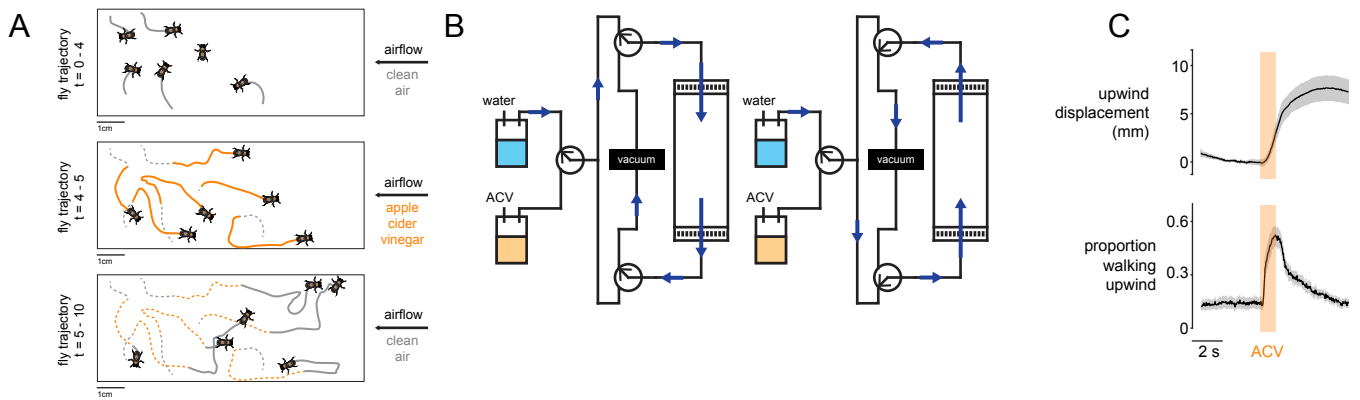 A
fly trajectory
t = 0 - 4
airflow
clean
air
1cm
fly trajectory
t = 4 - 5
airflow
apple
cider
vinegar
1cm
fly trajectory
t = 5 - 10
airflow
clean
air
1cm
B
water
ACV
vacuum
water
ACV
vacuum
C
upwind
displacement
(mm)
10
5
0
proportion
walking
upwind
0.6
0.3
0
2 s
ACV